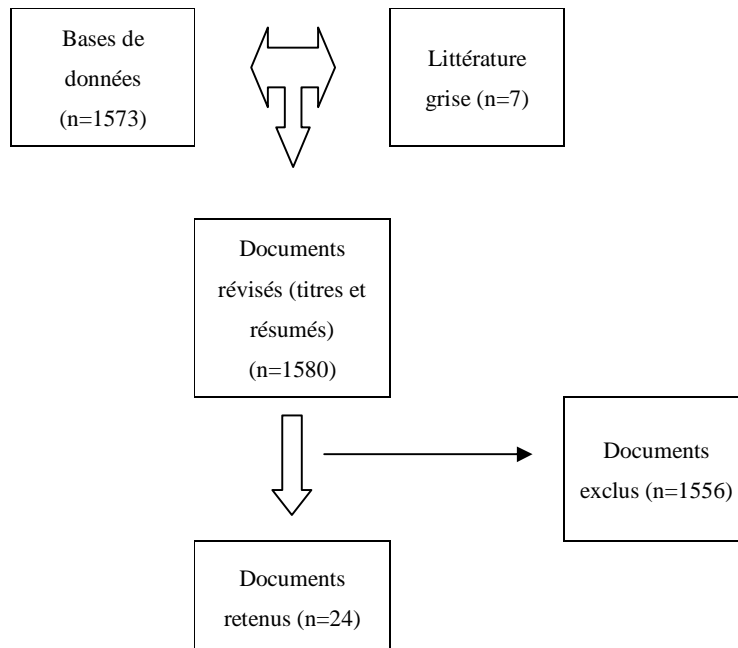 Bases de
données
(n=1573)
Littérature
grise (n=7)
Documents
révisés (titres et
résumés)
(n=1580)
Documents
exclus (n=1556)
Documents
retenus (n=24)